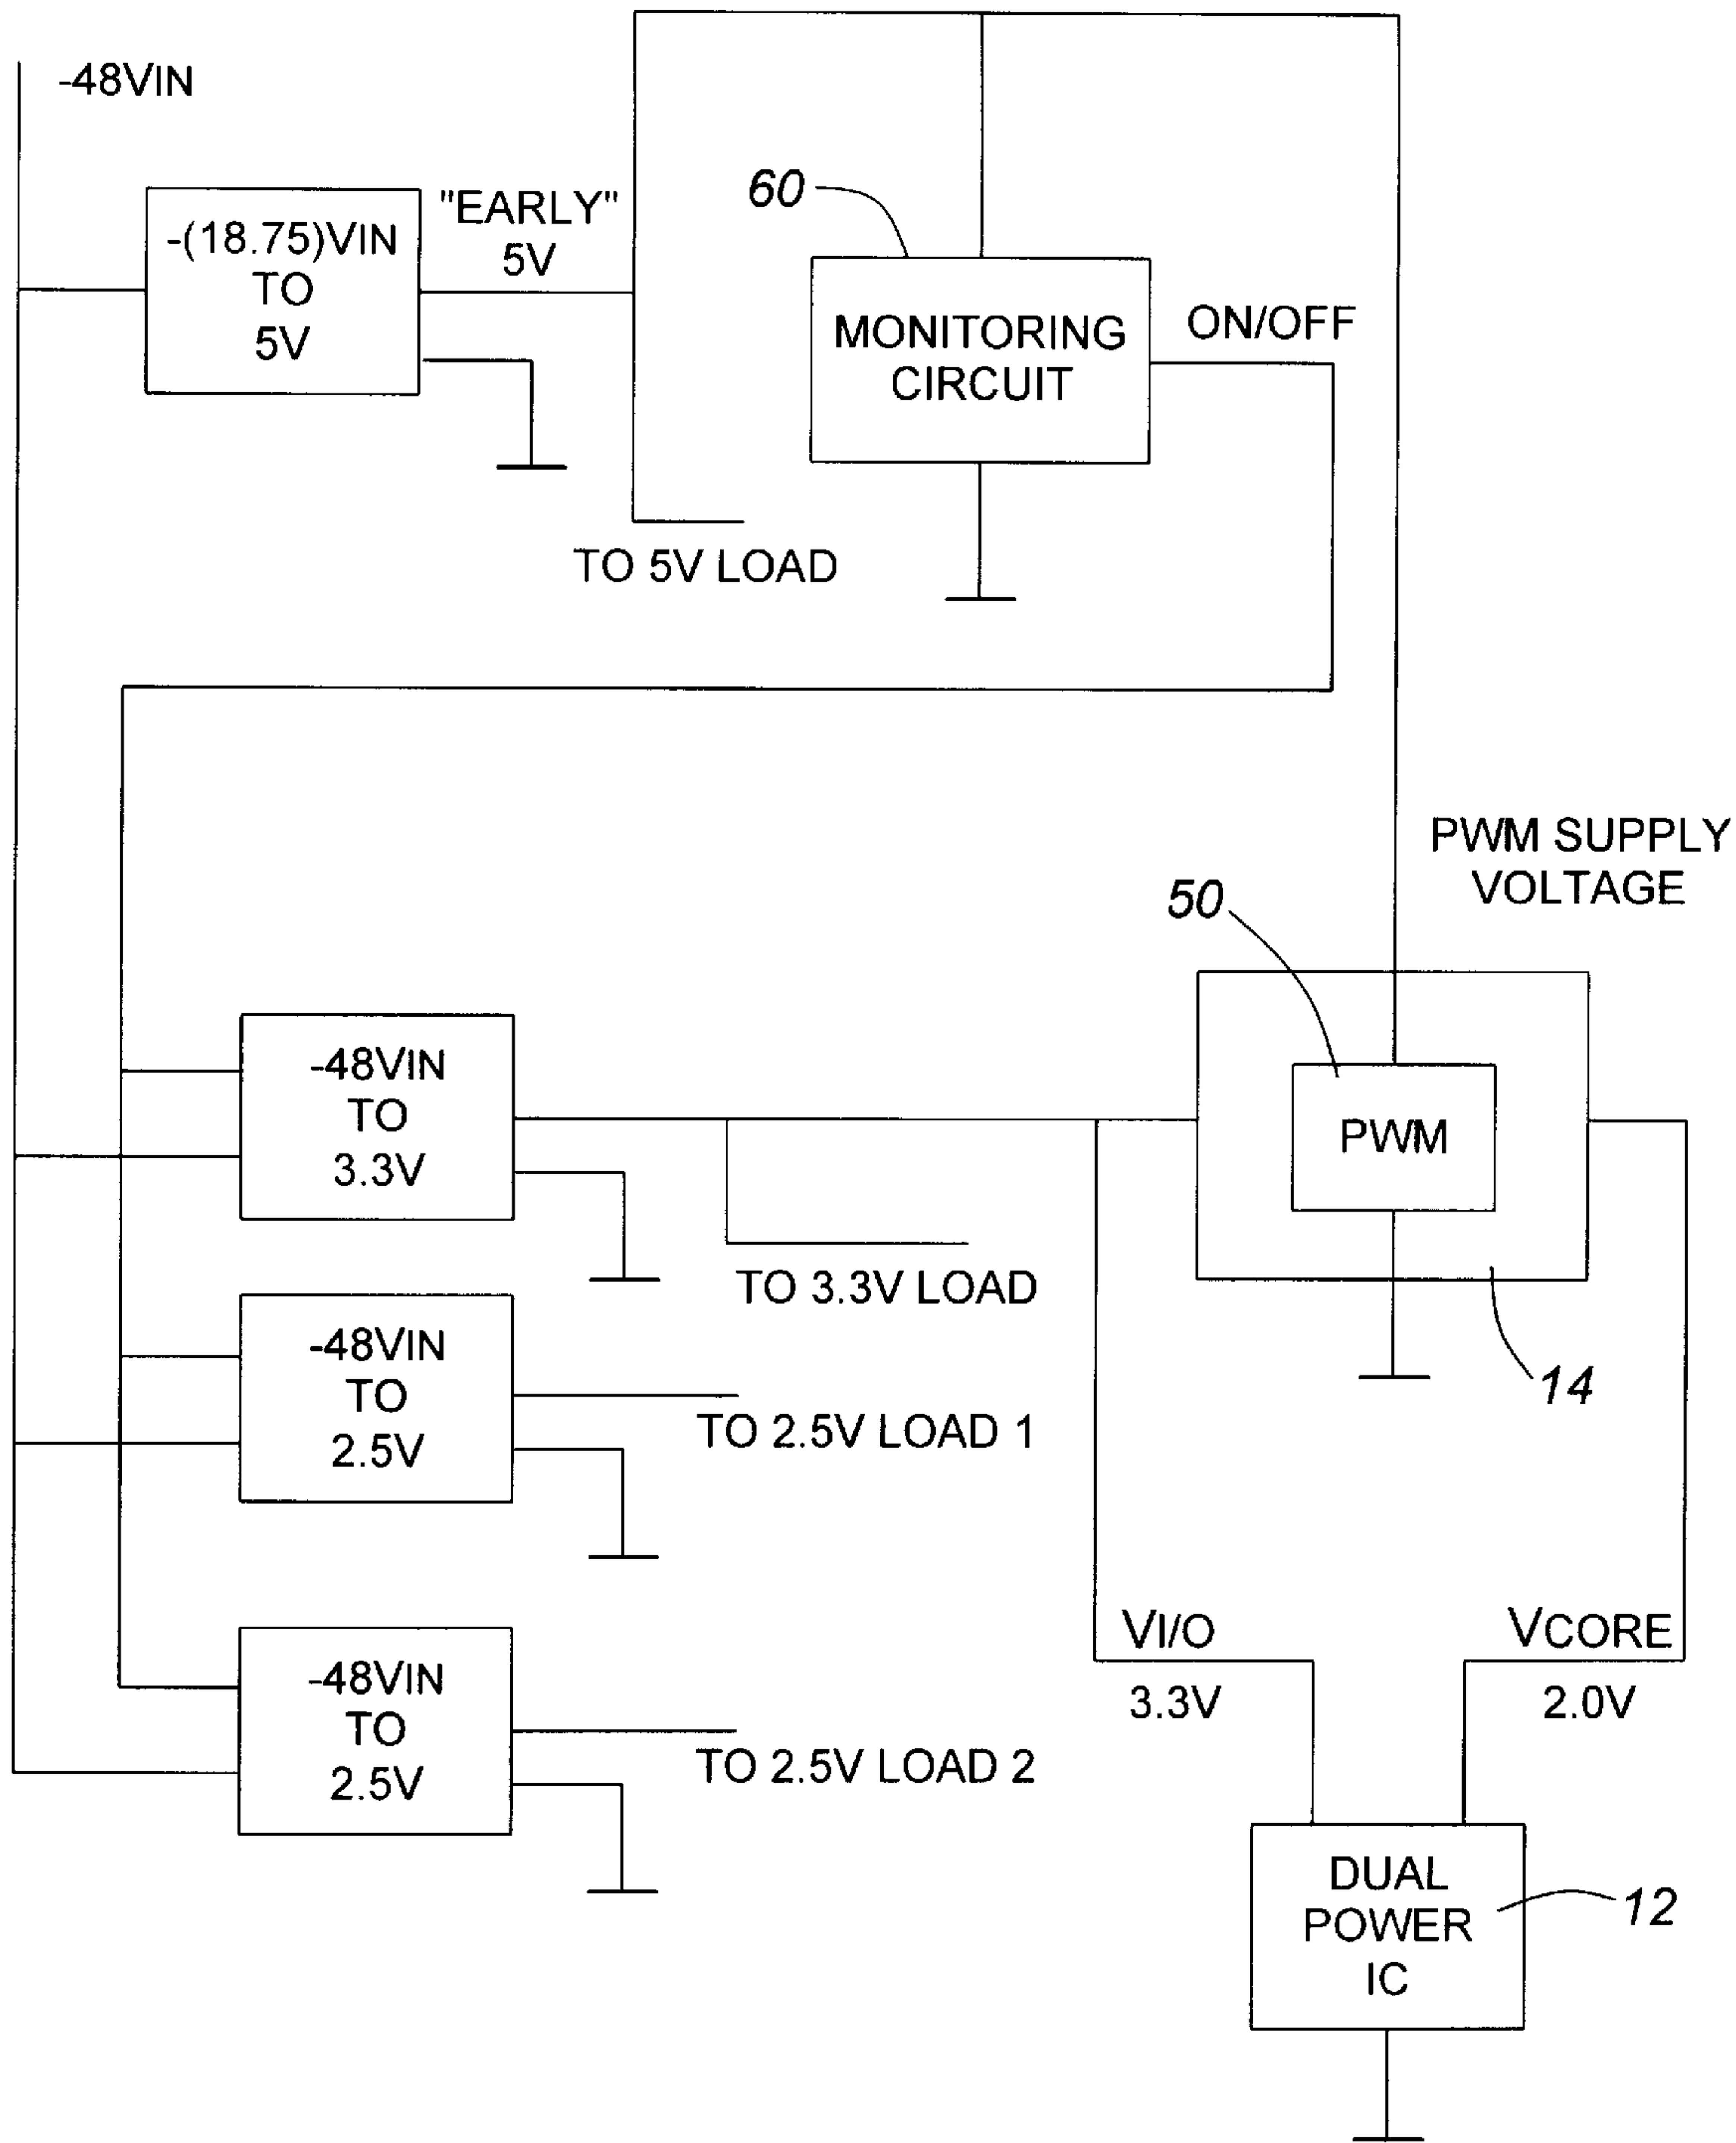 -48VIN
-(18.75)VIN
TO
5V
"EARLY"
5V
60
MONITORING
CIRCUIT
ON/OFF
TO 5V LOAD
PWM SUPPLY
VOLTAGE
50
-48VIN
TO
3.3V
PWM
TO 3.3V LOAD
14
-48VIN
TO
2.5V
TO 2.5V LOAD 1
VI/O
3.3V
VCORE
2.0V
-48VIN
TO
2.5V
TO 2.5V LOAD 2
DUAL
POWER
IC
12